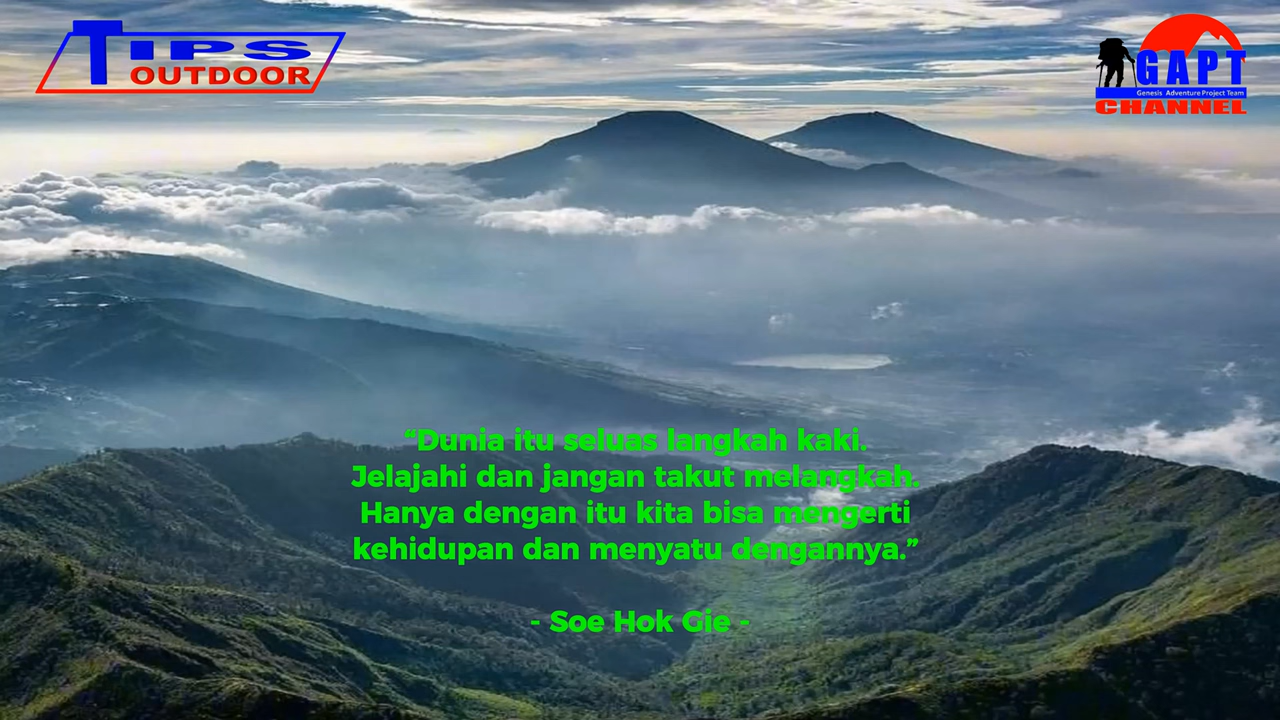 TIPS
OUTDOOR
GAPT
Genesis Adventure Project Team
CHANNEL
“Dunia itu seluas langkah kaki.
Jelajahi dan jangan takut melangkah.
Hanya dengan itu kita bisa mengerti
kehidupan dan menyatu dengannya.”
- Soe Hok Gie -